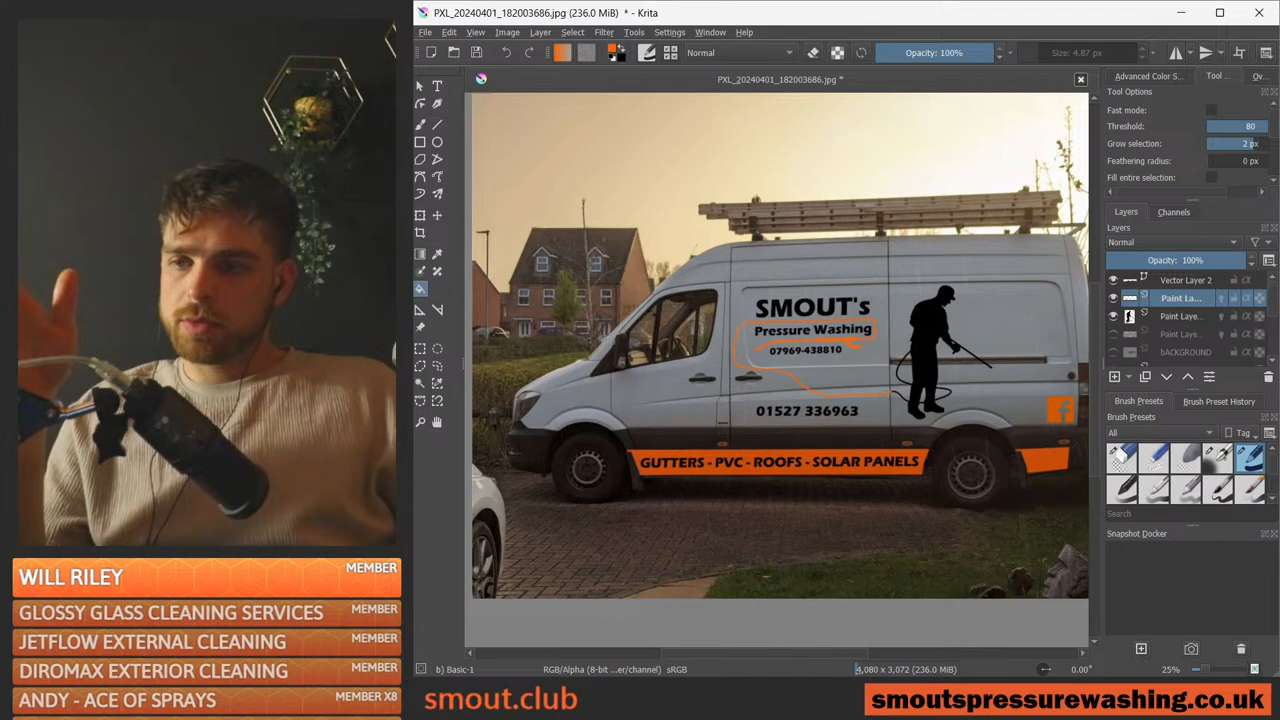 PXL_20240401_182003686.jpg (236.0 MiB) * - Krita
File Edit View Image Layer Select Filter Tools Settings Window Help
Normal
Opacity: 100%
Size: 4.87 px
PXL_20240401_182003686.jpg *
Advanced Color S...
Tool ...
Ov...
Tool Options
Fast mode:
Threshold:
80
Grow selection:
2 px
Feathering radius:
0 px
Fill entire selection:
Layers
Channels
Layers
Normal
Opacity: 100%
Vector Layer 2
Paint La...
Paint Lay...
Paint Laye...
bACKGROUND
Brush Presets
Brush Preset History
Brush Presets
All
Tag
Search
Snapshot Docker
SMOUT's
Pressure Washing
07969-438810
01527 336963
f
GUTTERS - PVC - ROOFS - SOLAR PANELS
b) Basic-1
RGB/Alpha (8-bit ...er/channel) sRGB
4,080 x 3,072 (236.0 MiB)
0.00°
25%
WILL RILEY
MEMBER
GLOSSY GLASS CLEANING SERVICES
MEMBER
JETFLOW EXTERNAL CLEANING
MEMBER
DIROMAX EXTERIOR CLEANING
MEMBER
ANDY - ACE OF SPRAYS
MEMBER X8
smout.club
smoutspressurewashing.co.uk